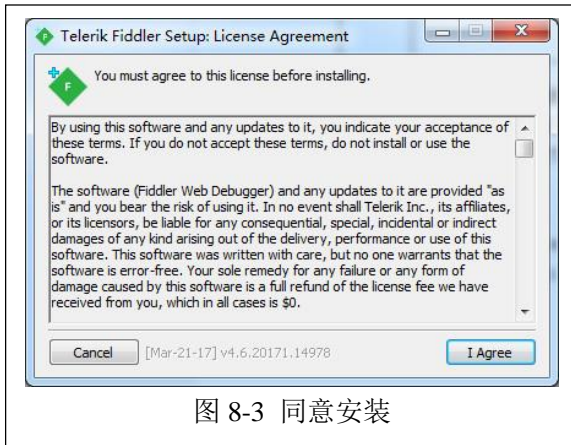 Telerik Fiddler Setup: License Agreement
You must agree to this license before installing.
By using this software and any updates to it, you indicate your acceptance of
these terms. If you do not accept these terms, do not install or use the
software.
The software (Fiddler Web Debugger) and any updates to it are provided "as
is" and you bear the risk of using it. In no event shall Telerik Inc., its affiliates,
or its licensors, be liable for any consequential, special, incidental or indirect
damages of any kind arising out of the delivery, performance or use of this
software. This software was written with care, but no one warrants that the
software is error-free. Your sole remedy for any failure or any form of
damage caused by this software is a full refund of the license fee we have
received from you, which in all cases is $0.
Cancel [Mar-21-17] v4.6.20171.14978 I Agree
图 8-3 同意安装